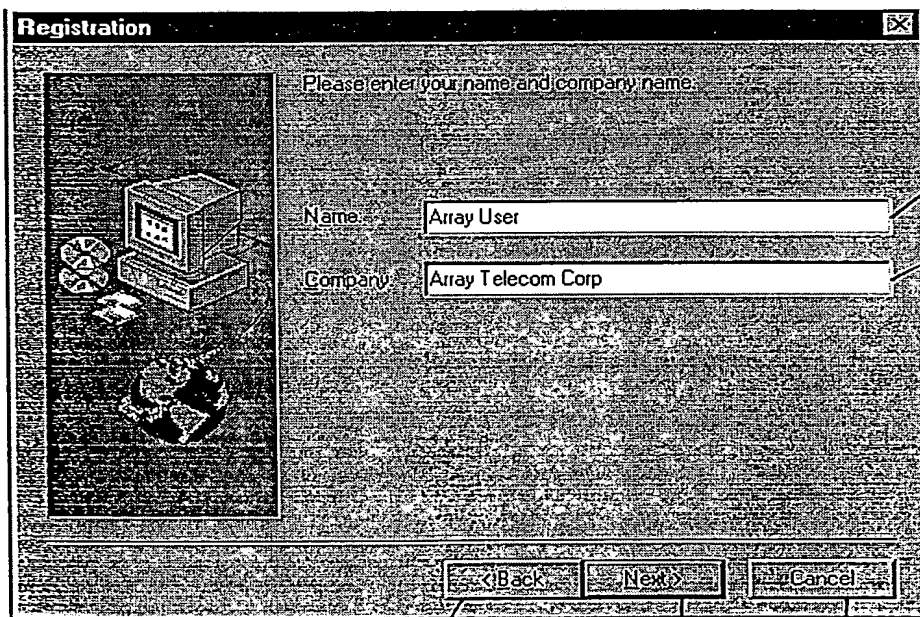 Registration
Please enter your name and company name.
Name:
Array User
Company:
Array Telecom Corp
< Back
Next >
Cancel